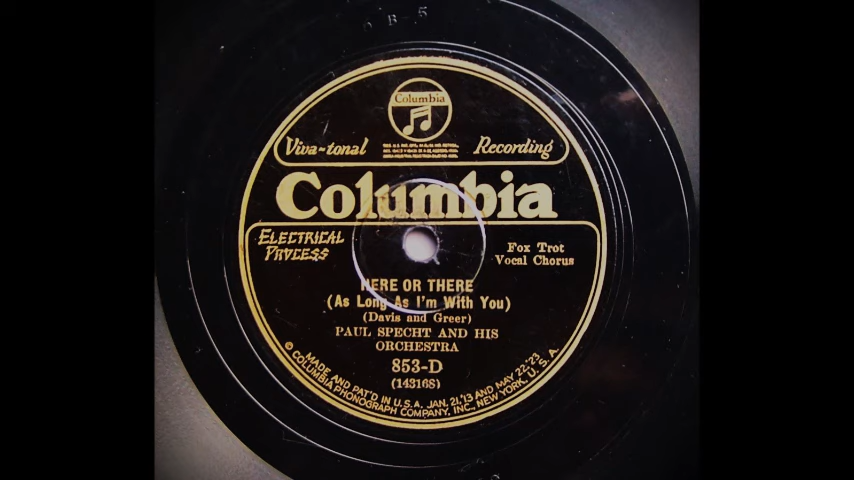 B-5
Columbia
Viva-tonal Recording
Columbia
ELECTRICAL
PROCESS
Fox Trot
Vocal Chorus
HERE OR THERE
(As Long As I'm With You)
(Davis and Greer)
PAUL SPECHT AND HIS
ORCHESTRA
853-D
(143168)
MADE AND PAT'D IN U.S.A. JAN. 21,'13 AND MAY 22,'23
© COLUMBIA PHONOGRAPH COMPANY, INC., NEW YORK, U.S.A.